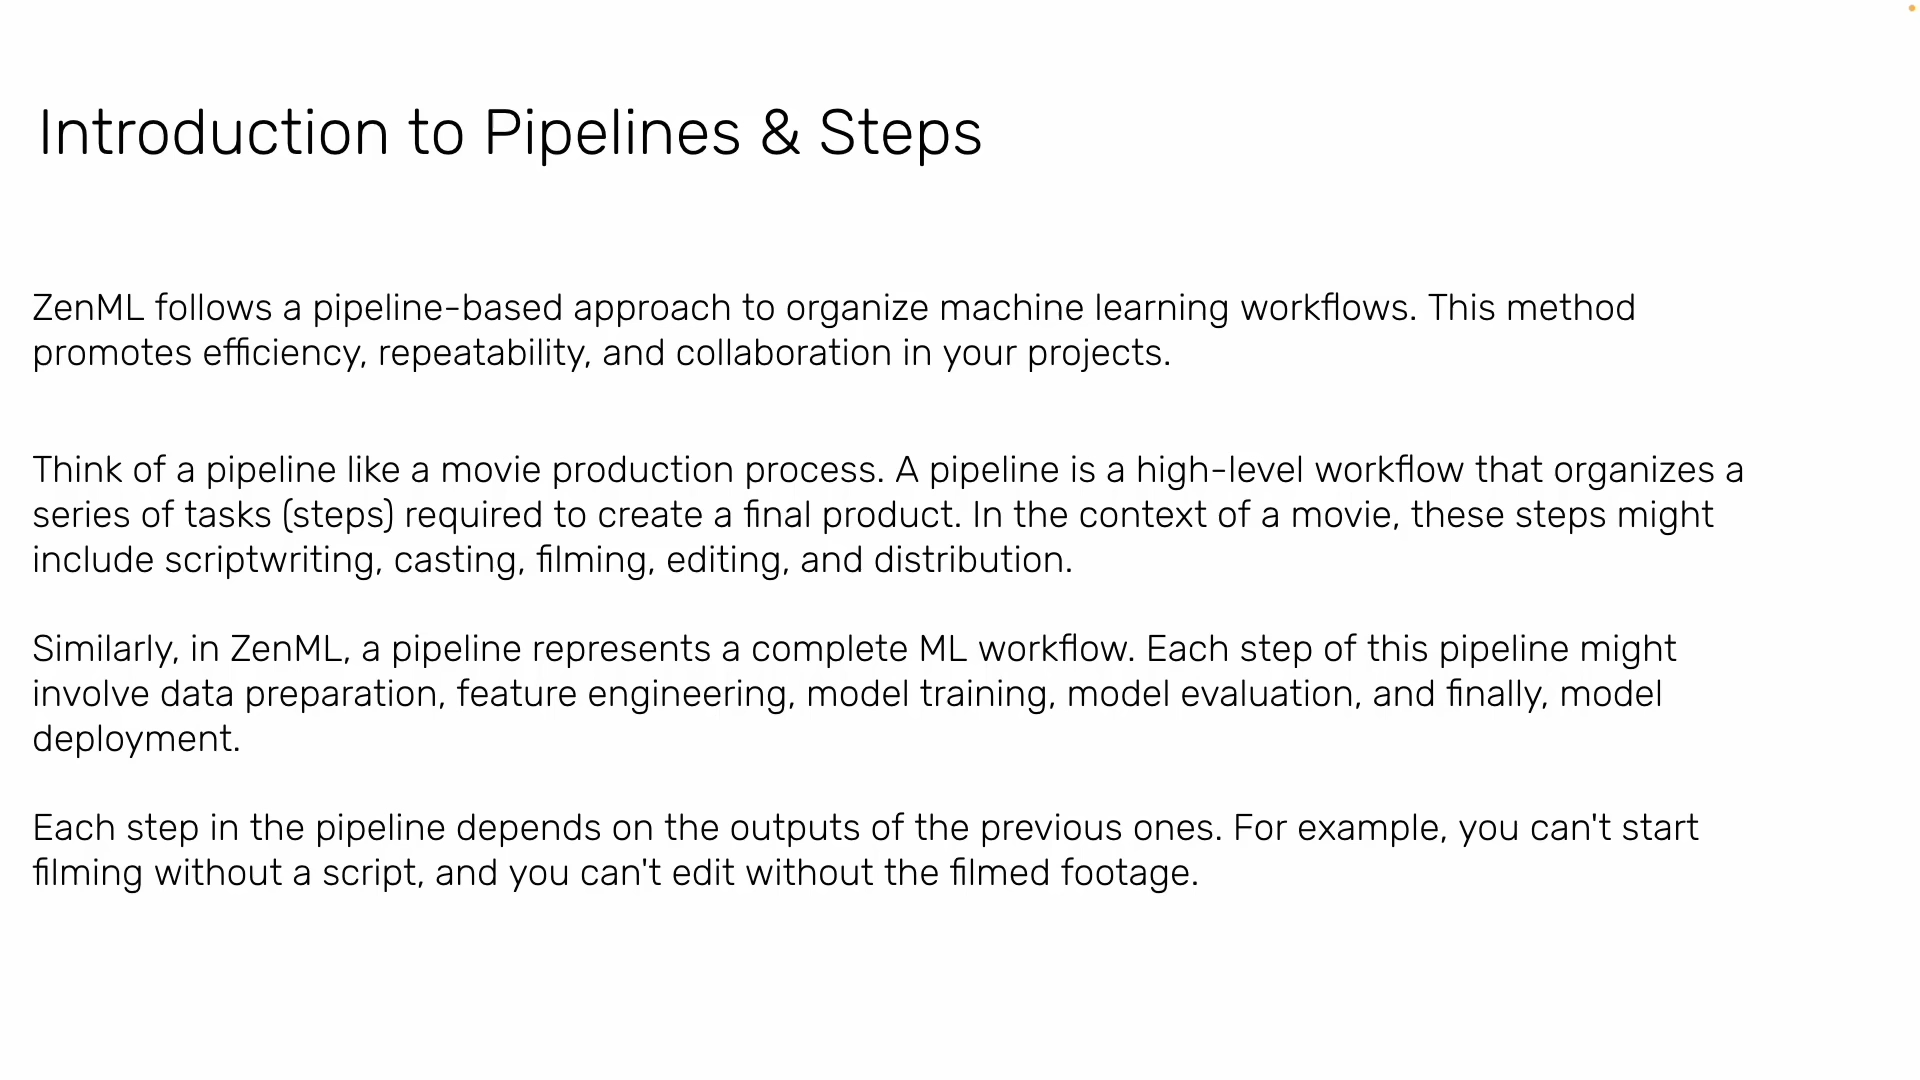 Introduction to Pipelines & Steps
ZenML follows a pipeline-based approach to organize machine learning workflows. This method
promotes efficiency, repeatability, and collaboration in your projects.
Think of a pipeline like a movie production process. A pipeline is a high-level workflow that organizes a
series of tasks (steps) required to create a final product. In the context of a movie, these steps might
include scriptwriting, casting, filming, editing, and distribution.
Similarly, in ZenML, a pipeline represents a complete ML workflow. Each step of this pipeline might
involve data preparation, feature engineering, model training, model evaluation, and finally, model
deployment.
Each step in the pipeline depends on the outputs of the previous ones. For example, you can't start
filming without a script, and you can't edit without the filmed footage.